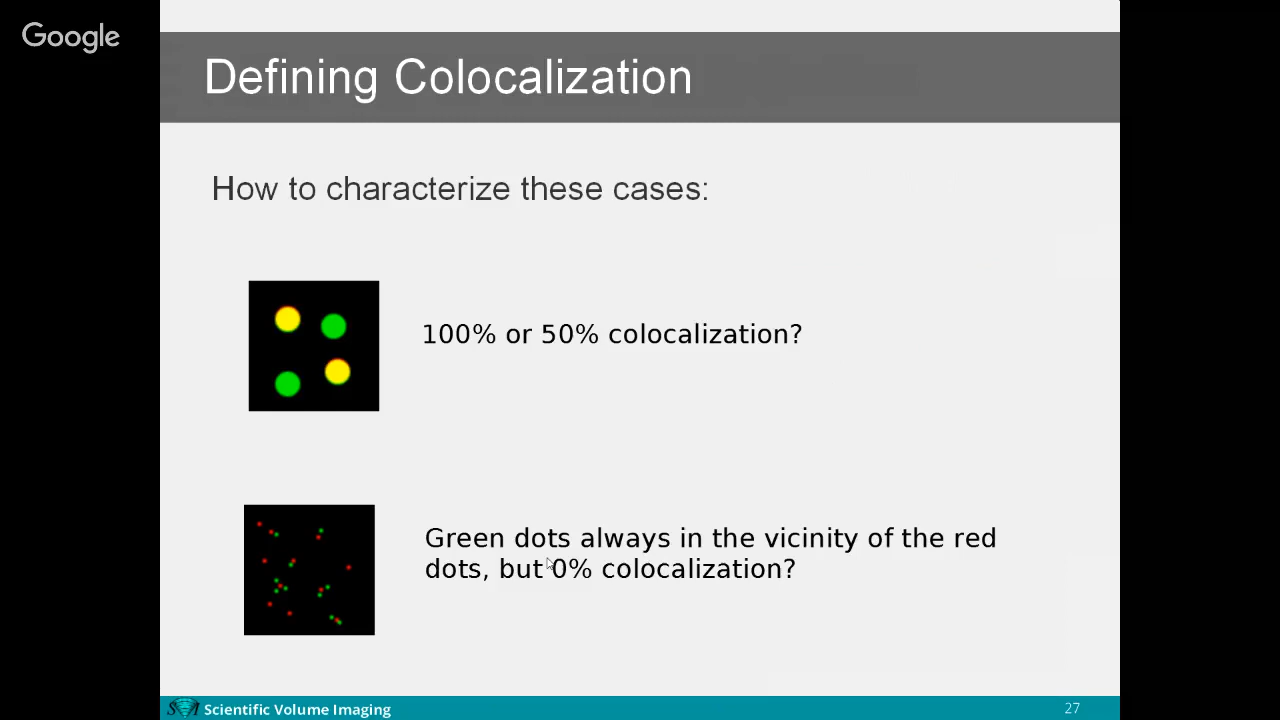 Google
Defining Colocalization
How to characterize these cases:
100% or 50% colocalization?
Green dots always in the vicinity of the red
dots, but 0% colocalization?
SVI Scientific Volume Imaging
27